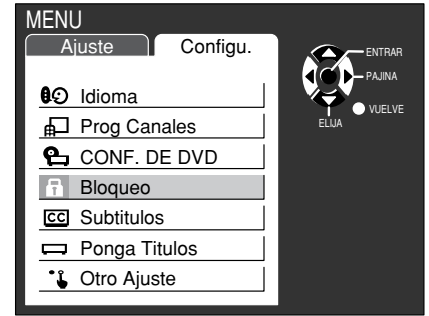 MENU
Ajuste Configu.
Idioma
Prog Canales
CONF. DE DVD
Bloqueo
CC Subtitulos
Ponga Titulos
Otro Ajuste
ENTRAR
PAJINA
VUELVE
ELIJA